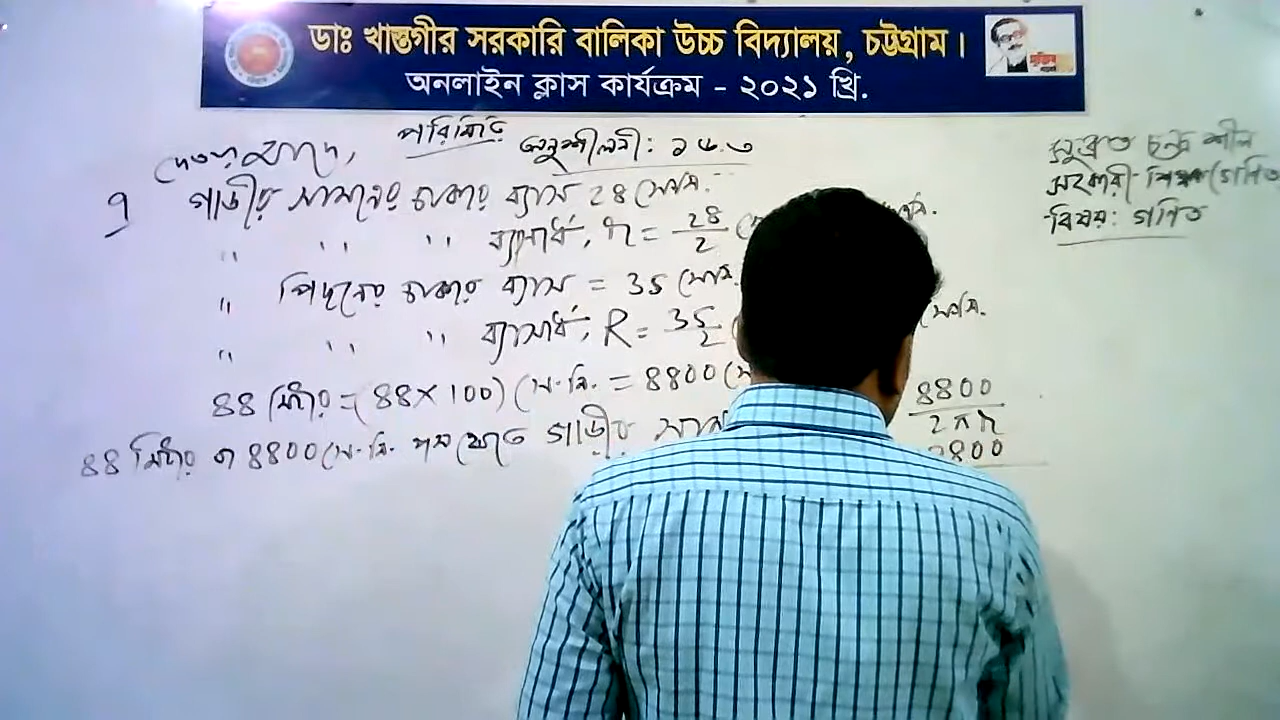 ডাঃ খাস্তগীর সরকারি বালিকা উচ্চ বিদ্যালয়, চট্টগ্রাম।
অনলাইন ক্লাস কার্যক্রম - ২০২১ খ্রি.
পরিমিতি
অনুশীলনী: ১৬.৩
সুব্রত চন্দ্র শীল
সহকারী শিক্ষক (গণিত
বিষয়: গণিত
দেওয়া আছে,
৭ গাড়ীর সামনের চাকার ব্যাস 28 সে.মি.
" " " ব্যাসার্ধ, r = 28/2
" পিছনের চাকার ব্যাস = 35 সে.মি.
" " " ব্যাসার্ধ, R = 35/2 সে.মি.
88 মিটার = (88 × 100) সে.মি. = 8800
88 মিটার বা 8800 সে.মি. পথ যেতে গাড়ীর
8800/2πr